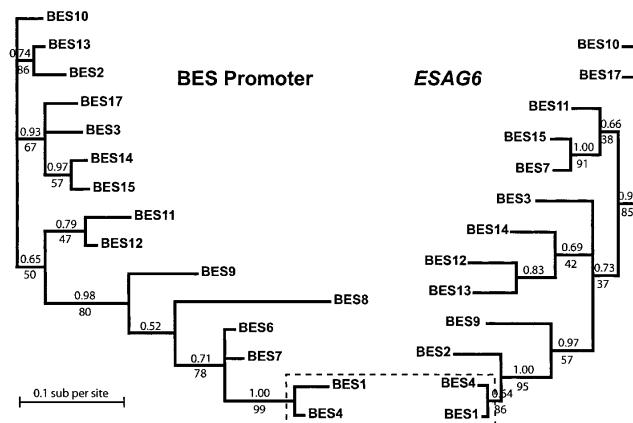 BES10
BES13
0.74
86
BES2
BES Promoter
ESAG6
BES17
0.93
67
BES3
0.97
57
BES14
BES15
0.79
47
BES11
BES12
0.65
50
BES9
0.98
80
BES8
0.52
BES6
0.71
78
BES7
1.00
99
BES1
BES4
0.1 sub per site
BES10
BES17
BES11
0.66
38
BES15
1.00
91
BES7
BES3
85
BES14
0.69
42
BES12
0.83
BES13
0.73
37
BES9
0.97
57
BES2
1.00
95
BES4
0.64
86
BES1